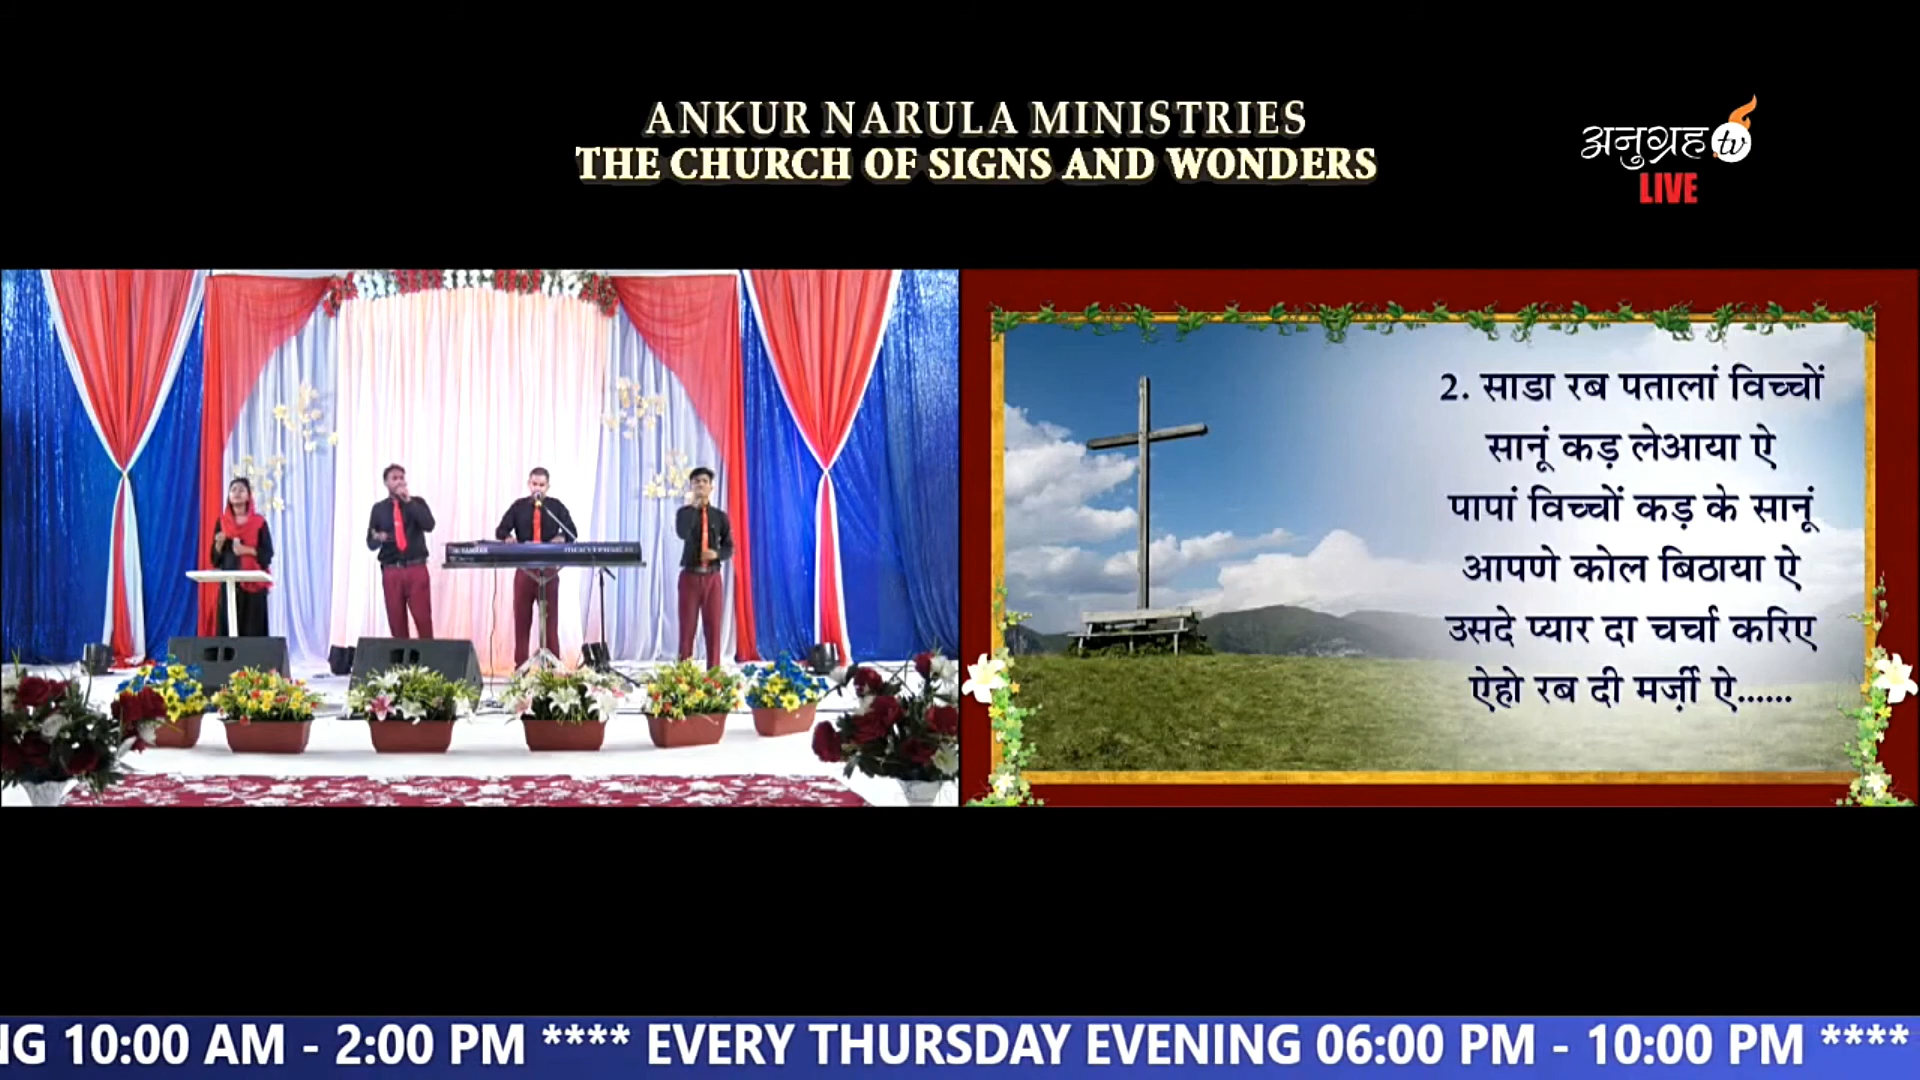 ANKUR NARULA MINISTRIES
THE CHURCH OF SIGNS AND WONDERS
अनुग्रह.tv
LIVE
2. साडा रब पतालां विच्चों
सानूं कड़ लेआया ऐ
पापां विच्चों कड़ के सानूं
आपणे कोल बिठाया ऐ
उसदे प्यार दा चर्चा करिए
ऐहो रब दी मर्ज़ी ऐ......
NG 10:00 AM - 2:00 PM **** EVERY THURSDAY EVENING 06:00 PM - 10:00 PM ****